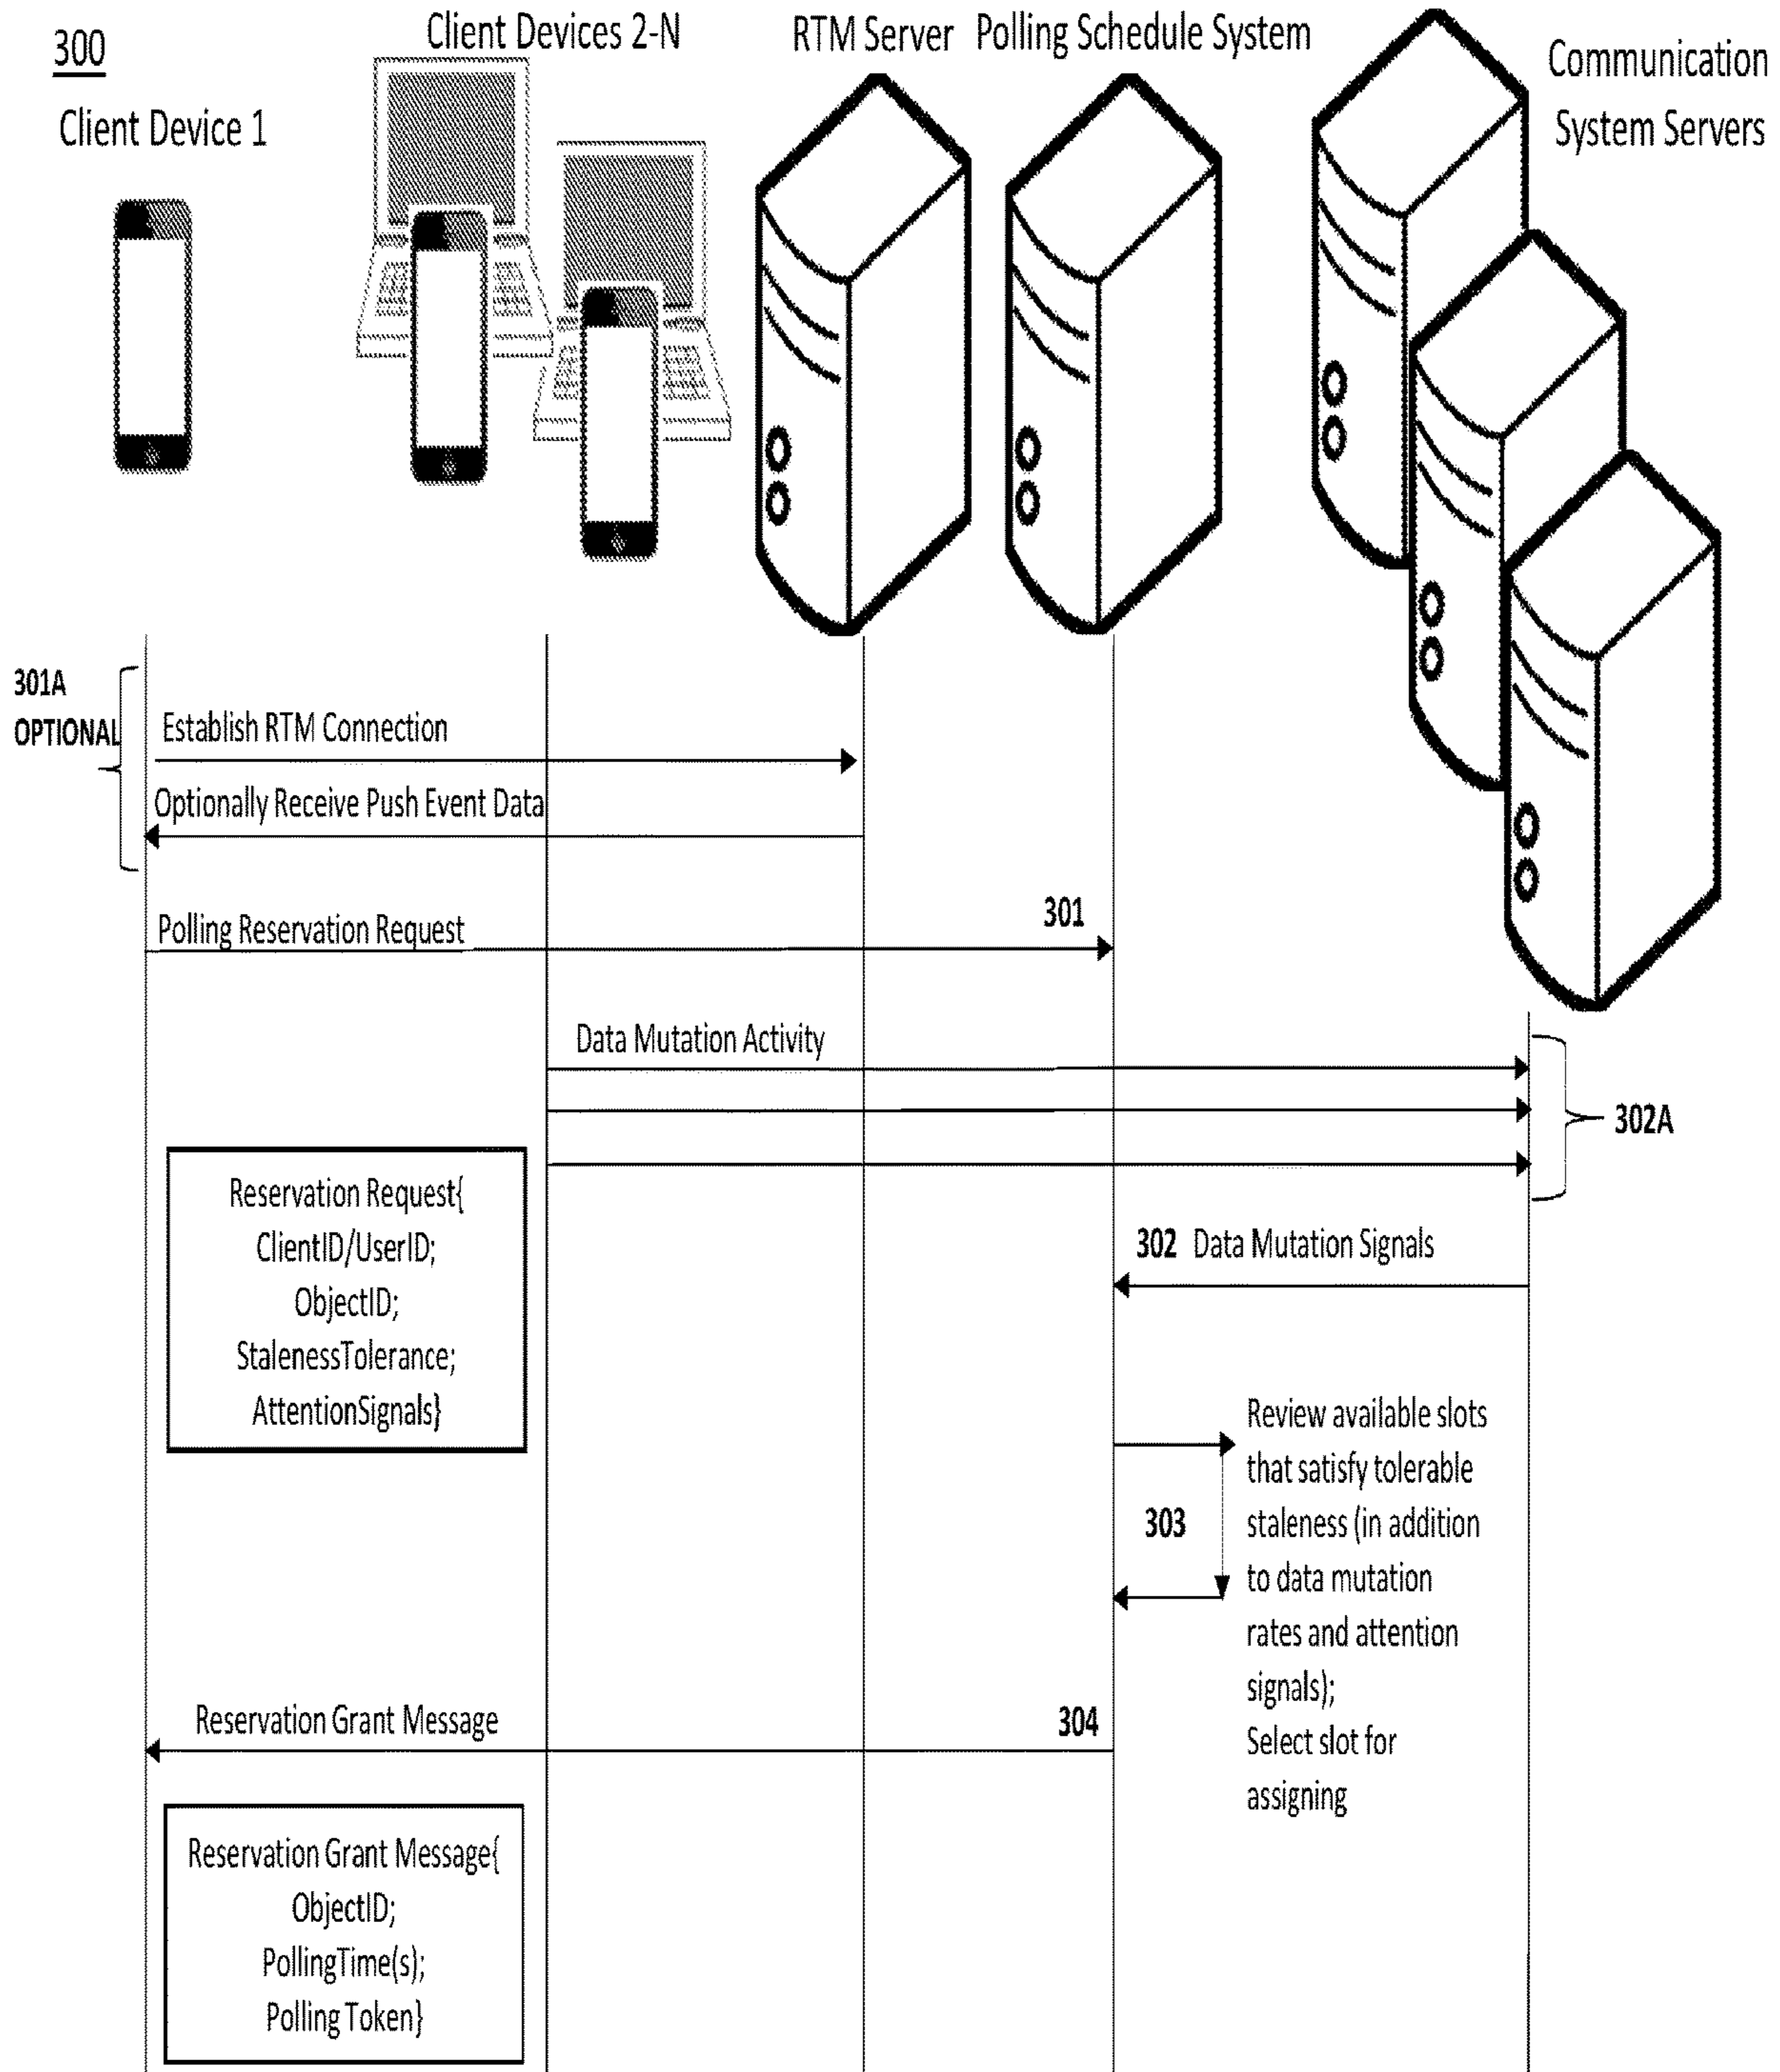 300
Client Device 1
Client Devices 2-N
RTM Server
Polling Schedule System
Communication
System Servers
301A
OPTIONAL
Establish RTM Connection
Optionally Receive Push Event Data
Polling Reservation Request
301
Data Mutation Activity
302A
Reservation Request{
ClientID/UserID;
ObjectID;
StalenessTolerance;
AttentionSignals}
302 Data Mutation Signals
303
Review available slots
that satisfy tolerable
staleness (in addition
to data mutation
rates and attention
signals);
Select slot for
assigning
Reservation Grant Message
304
Reservation Grant Message{
ObjectID;
PollingTime(s);
Polling Token}